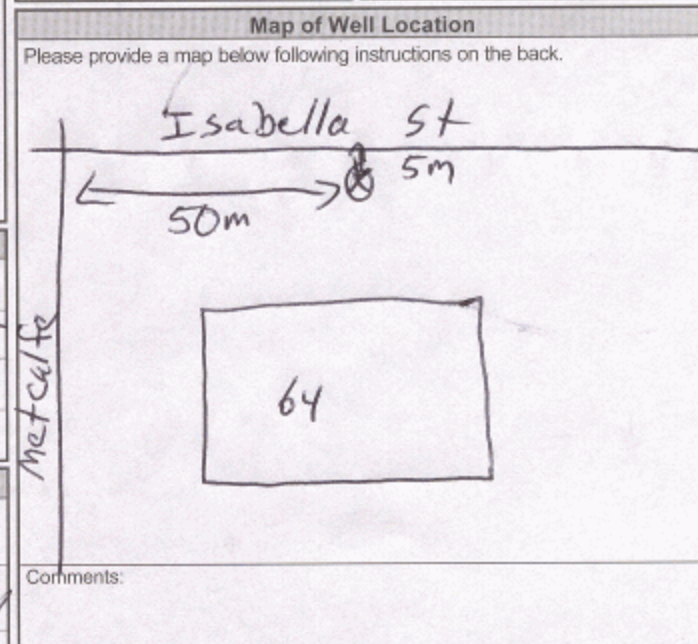 Map of Well Location
Please provide a map below following instructions on the back.
Isabella St
5m
50m
Metcalfe
64
Comments: